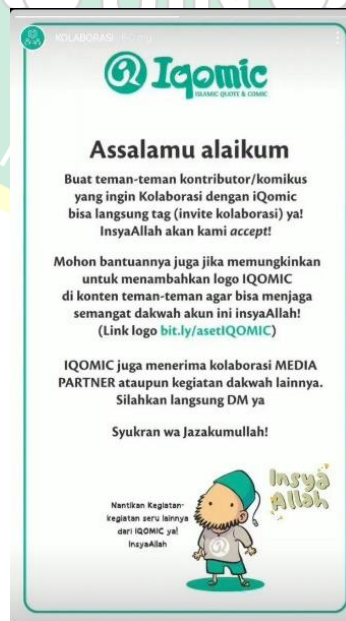 KOLABORASI
Iqomic
ISLAMIC QUOTE & COMIC
Assalamu alaikum
Buat teman-teman kontributor/komikus
yang ingin Kolaborasi dengan iQomic
bisa langsung tag (invite kolaborasi) ya!
InsyaAllah akan kami accept!
Mohon bantuannya juga jika memungkinkan
untuk menambahkan logo IQOMIC
di konten teman-teman agar bisa menjaga
semangat dakwah akun ini insyaAllah!
(Link logo bit.ly/asetIQOMIC)
IQOMIC juga menerima kolaborasi MEDIA
PARTNER ataupun kegiatan dakwah lainnya.
Silahkan langsung DM ya
Syukran wa Jazakumullah!
Insya
Allah
Nantikan Kegiatan-
kegiatan seru lainnya
dari IQOMIC ya!
InsyaAllah